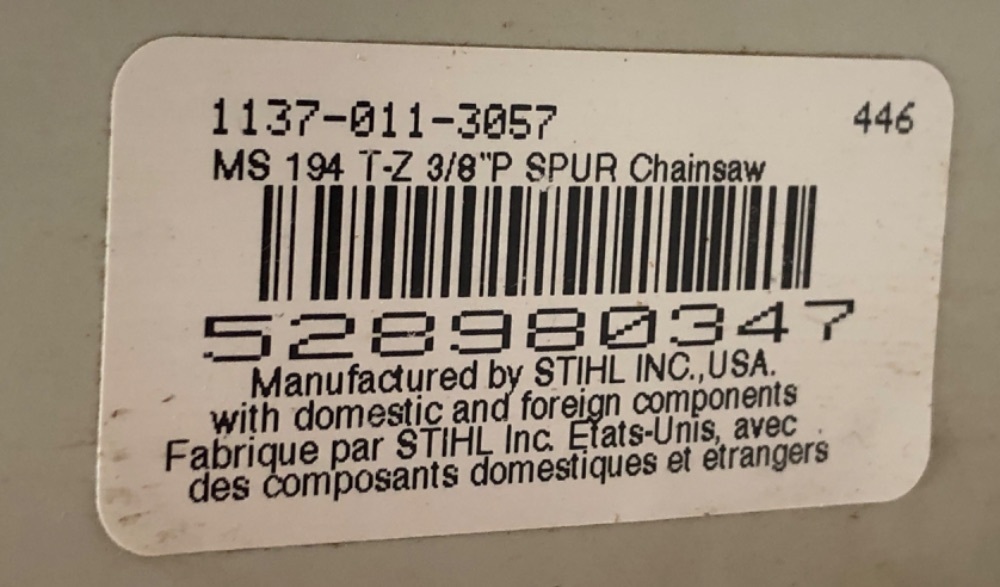 1137-011-3057 446
MS 194 T-Z 3/8"P SPUR Chainsaw
528980347
Manufactured by STIHL INC.,USA.
with domestic and foreign components
Fabrique par STIHL Inc. Etats-Unis, avec
des composants domestiques et etrangers